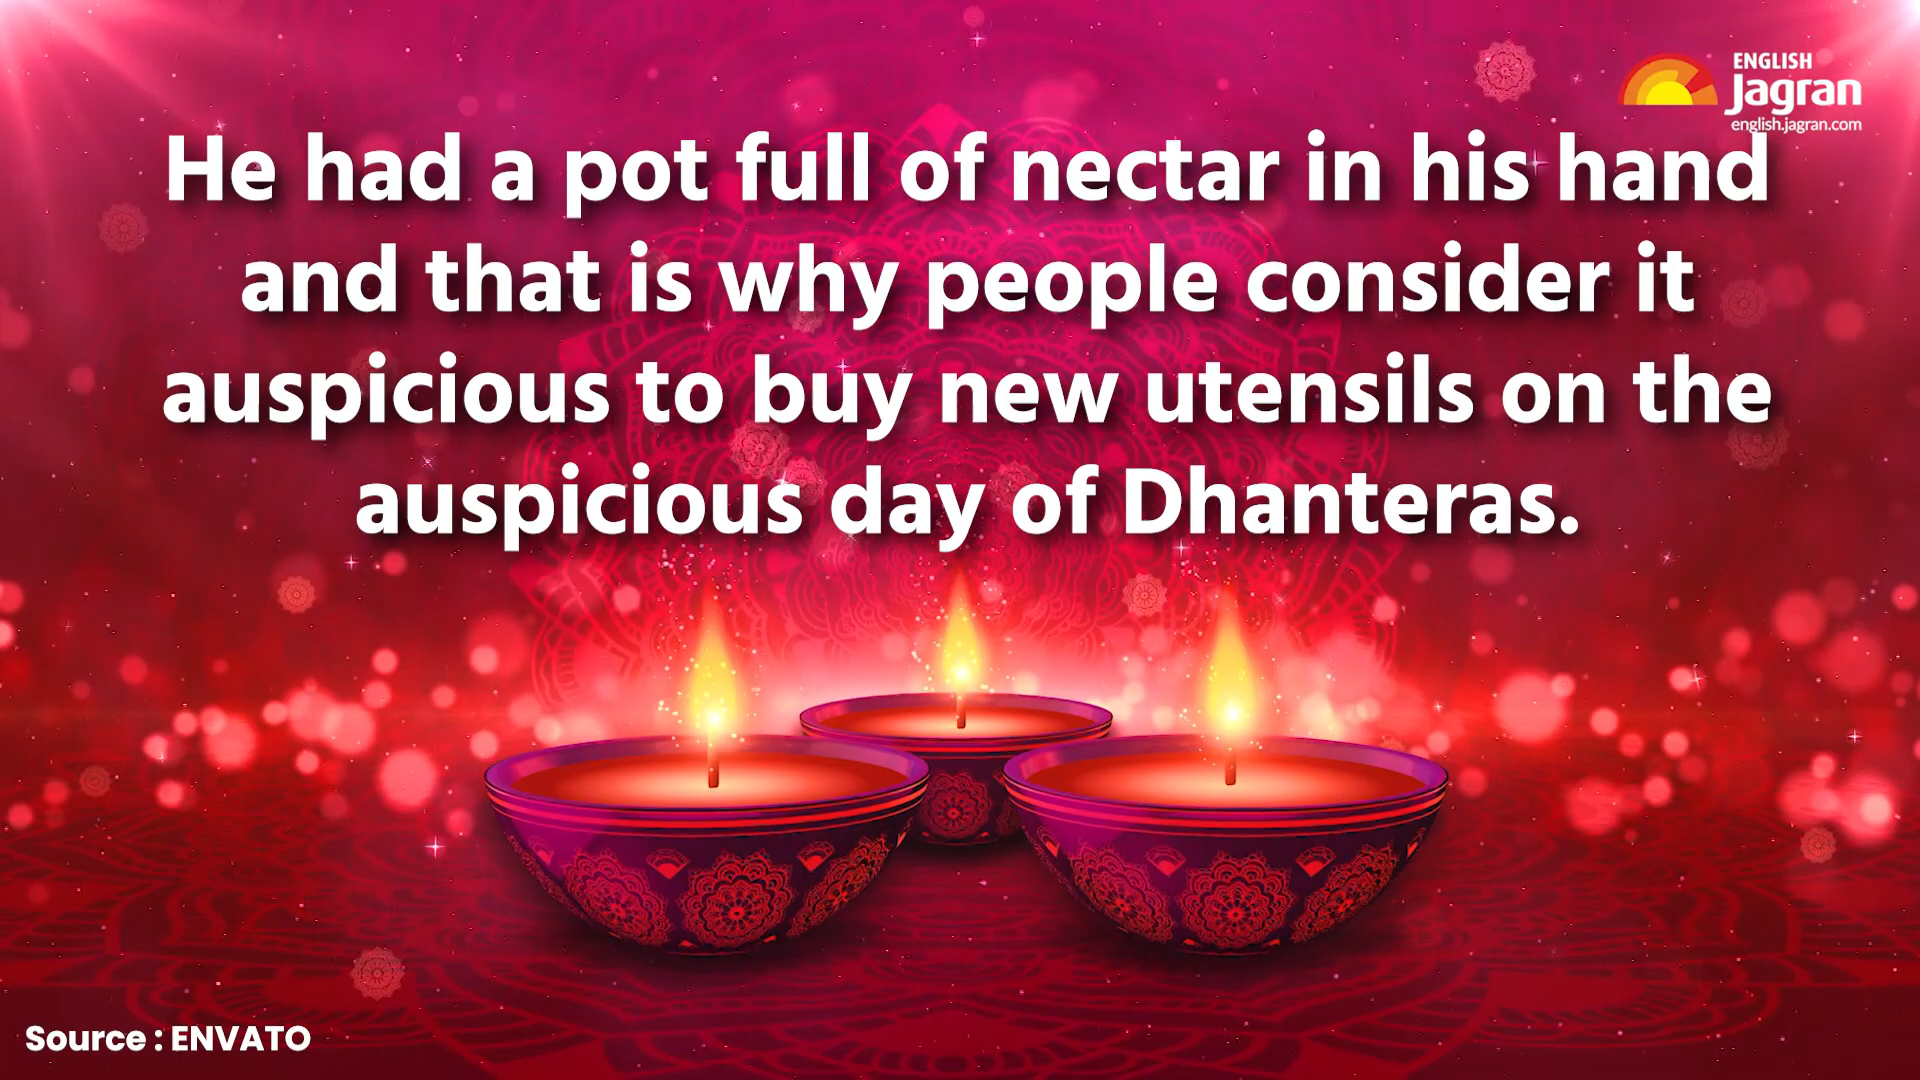 ENGLISH
Jagran
english.jagran.com
He had a pot full of nectar in his hand
and that is why people consider it
auspicious to buy new utensils on the
auspicious day of Dhanteras.
Source : ENVATO